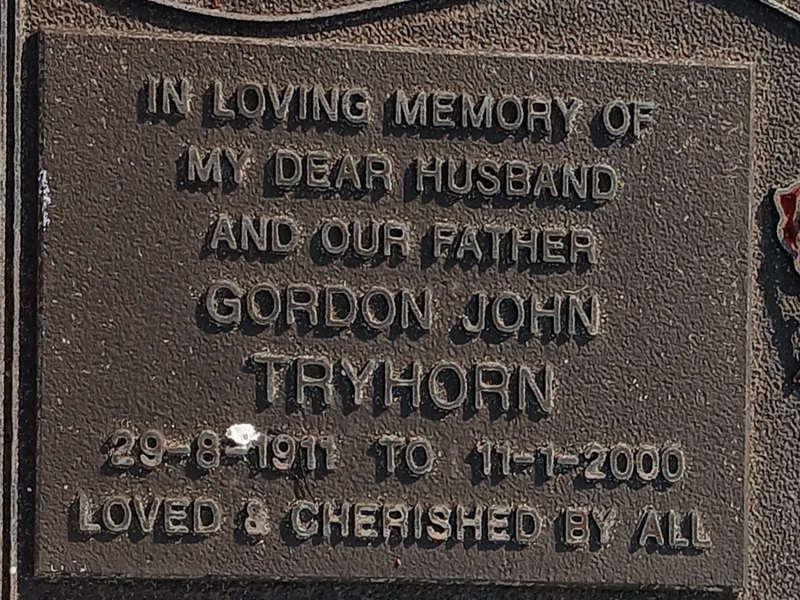 IN LOVING MEMORY OF
MY DEAR HUSBAND
AND OUR FATHER
GORDON JOHN
TRYHORN
29-8-1911 TO 11-1-2000
LOVED & CHERISHED BY ALL